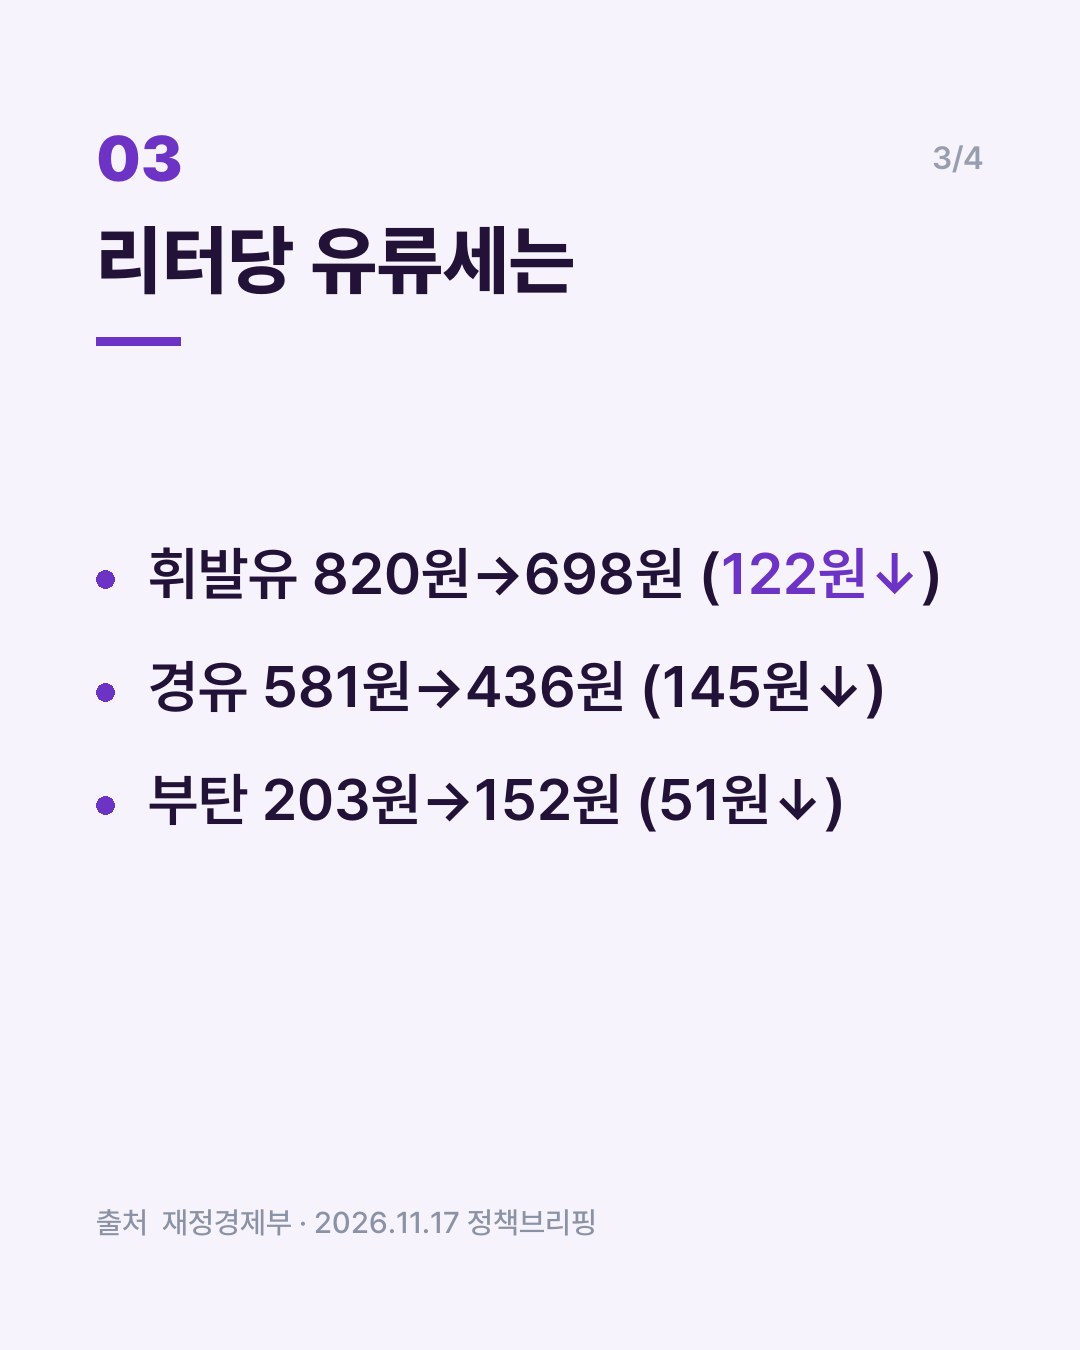 03
3/4
리터당 유류세는
• 휘발유 820원→698원 (122원↓)
• 경유 581원→436원 (145원↓)
• 부탄 203원→152원 (51원↓)
출처 재정경제부 · 2026.11.17 정책브리핑